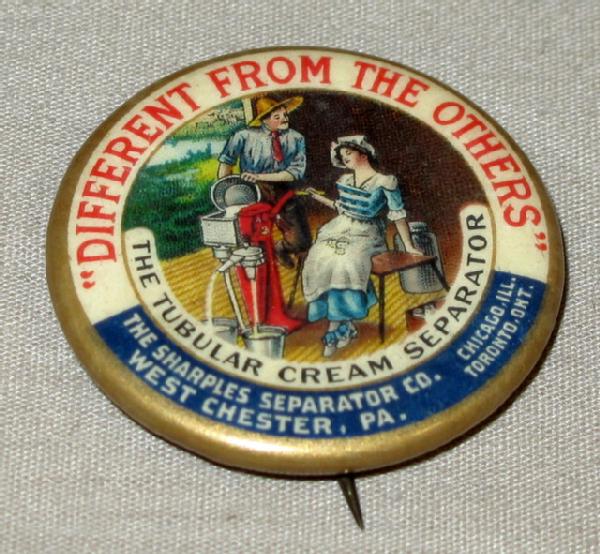 "DIFFERENT FROM THE OTHERS"
THE TUBULAR CREAM SEPARATOR
THE SHARPLES SEPARATOR CO.
WEST CHESTER, PA.
CHICAGO, ILL.
TORONTO, ONT.